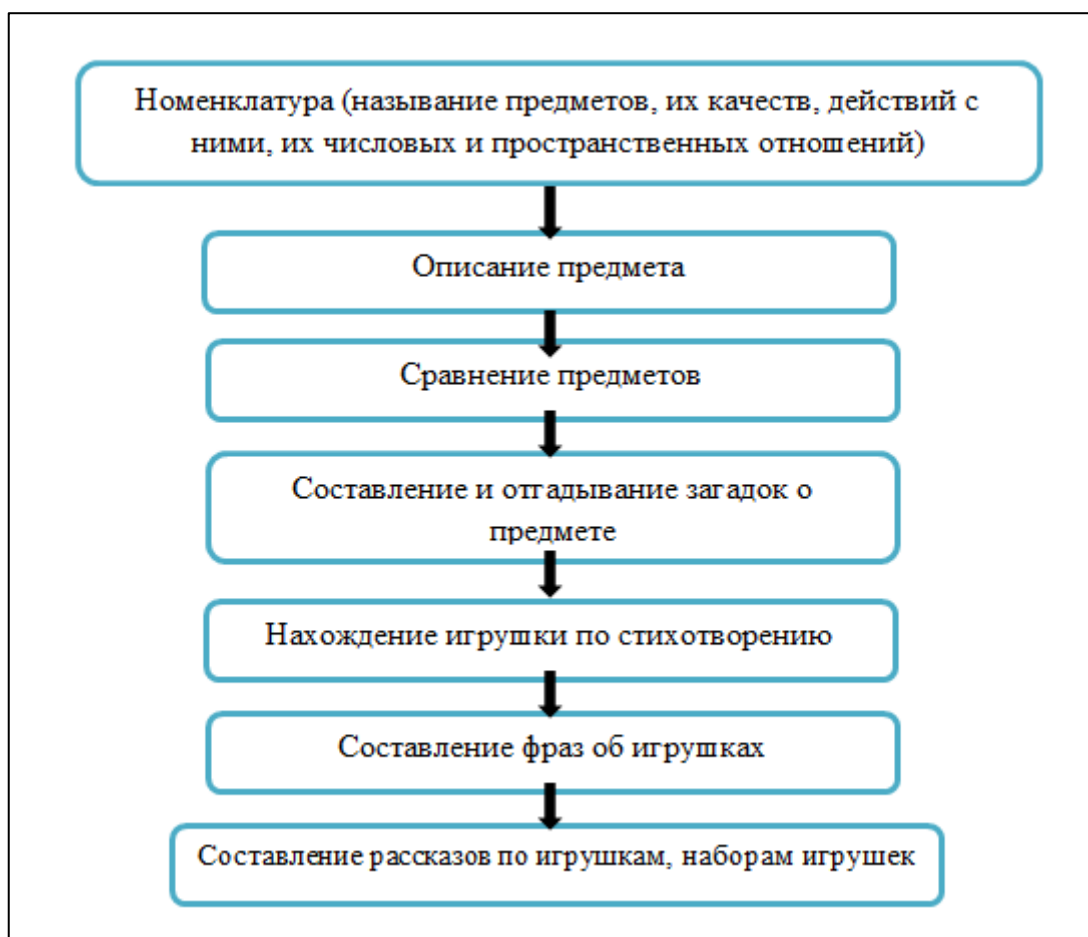 Номенклатура (называние предметов, их качеств, действий с
ними, их числовых и пространственных отношений)
Описание предмета
Сравнение предметов
Составление и отгадывание загадок о
предмете
Нахождение игрушки по стихотворению
Составление фраз об игрушках
Составление рассказов по игрушкам, наборам игрушек